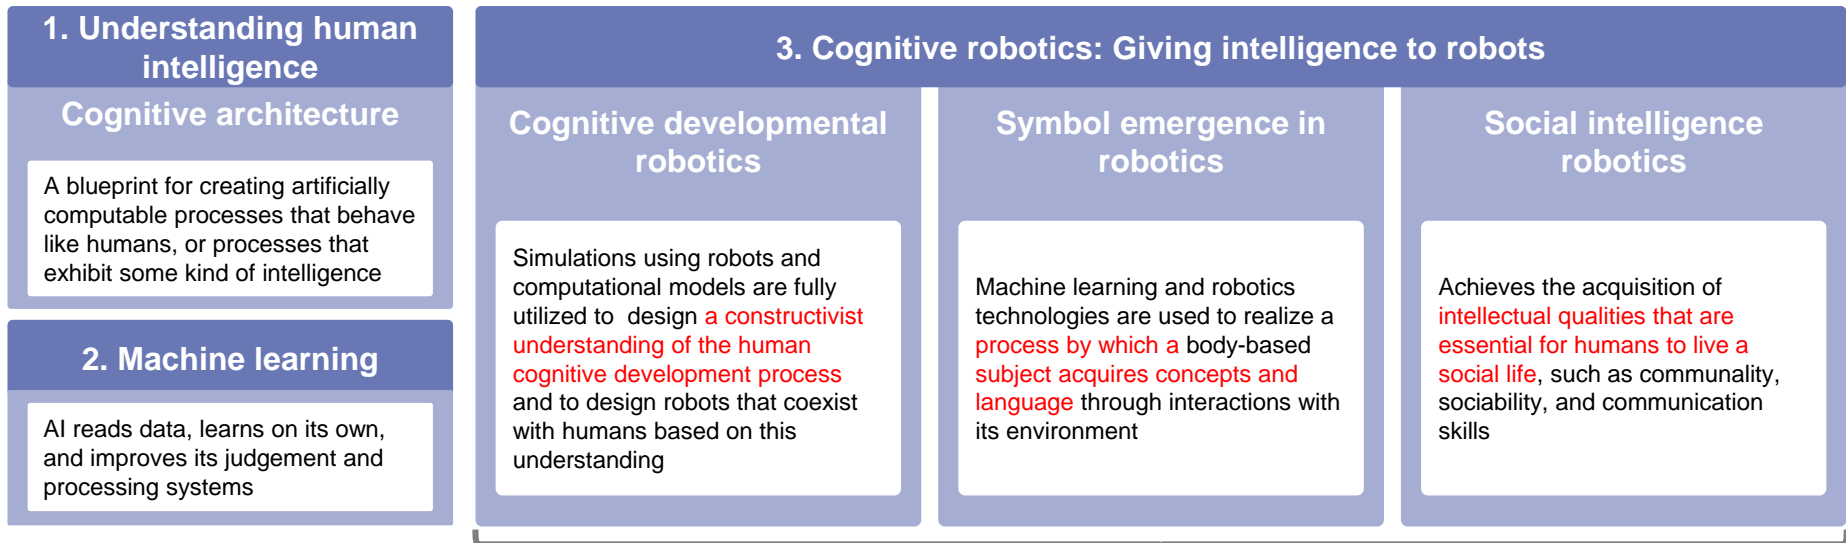 1. Understanding human
intelligence
Cognitive architecture
A blueprint for creating artificially
computable processes that behave
like humans, or processes that
exhibit some kind of intelligence
2. Machine learning
AI reads data, learns on its own,
and improves its judgement and
processing systems
3. Cognitive robotics: Giving intelligence to robots
Cognitive developmental
robotics
Simulations using robots and
computational models are fully
utilized to  design a constructivist
understanding of the human
cognitive development process
and to design robots that coexist
with humans based on this
understanding
Symbol emergence in
robotics
Machine learning and robotics
technologies are used to realize a
process by which a body-based
subject acquires concepts and
language through interactions with
its environment
Social intelligence
robotics
Achieves the acquisition of
intellectual qualities that are
essential for humans to live a
social life, such as communality,
sociability, and communication
skills